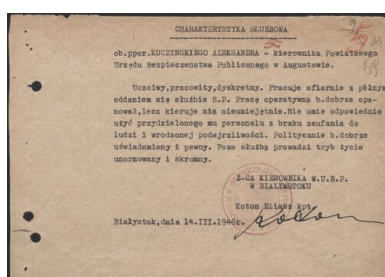 CHARAKTERYSTYKA SŁUŻBOWA
ob.ppor.KUCZYŃSKIEGO ALEKSANDRA - kierownika Powiatowego
Urzędu Bezpieczeństwa Publicznego w Augustowie.
Uczciwy,pracowity,dyskretny. Pracuje ofiarnie z pełnym
oddaniem się służbie B.P. Pracę operatywną b.dobrze opa-
nował,lecz kieruje nią nieumiejętnie.Nie umie odpowiednio
użyć przydzielonego mu personelu z braku zaufania do
ludzi i wrodzonej podejrzliwości. Politycznie b.dobrze
uświadomiony i pewny. Poza służbą prowadzi tryb życia
unormowany i skromny.
Z-CA KIEROWNIKA W.U.B.P.
W BIAŁYMSTOKU
Koton Eliasz kpt.
Białystok,dnia 14.III.1946r.